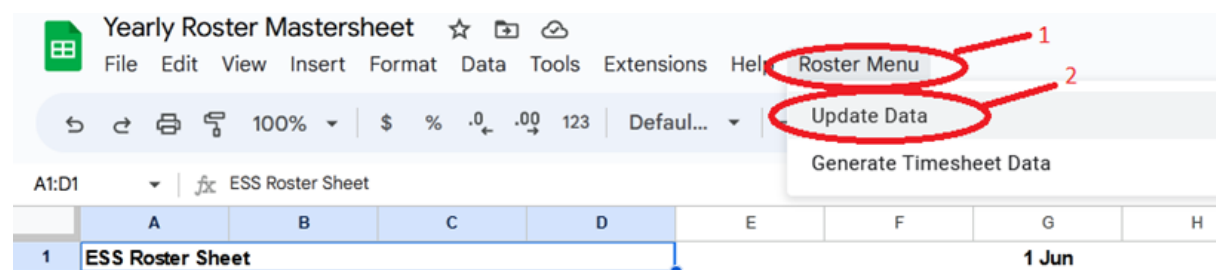 Yearly Roster Mastersheet
File Edit View Insert Format Data Tools Extensions Help Roster Menu 1
2
100% $ % .0 .00 123 Defaul... Update Data
Generate Timesheet Data
A1:D1 fx ESS Roster Sheet
A B C D E F G H
1 ESS Roster Sheet 1 Jun